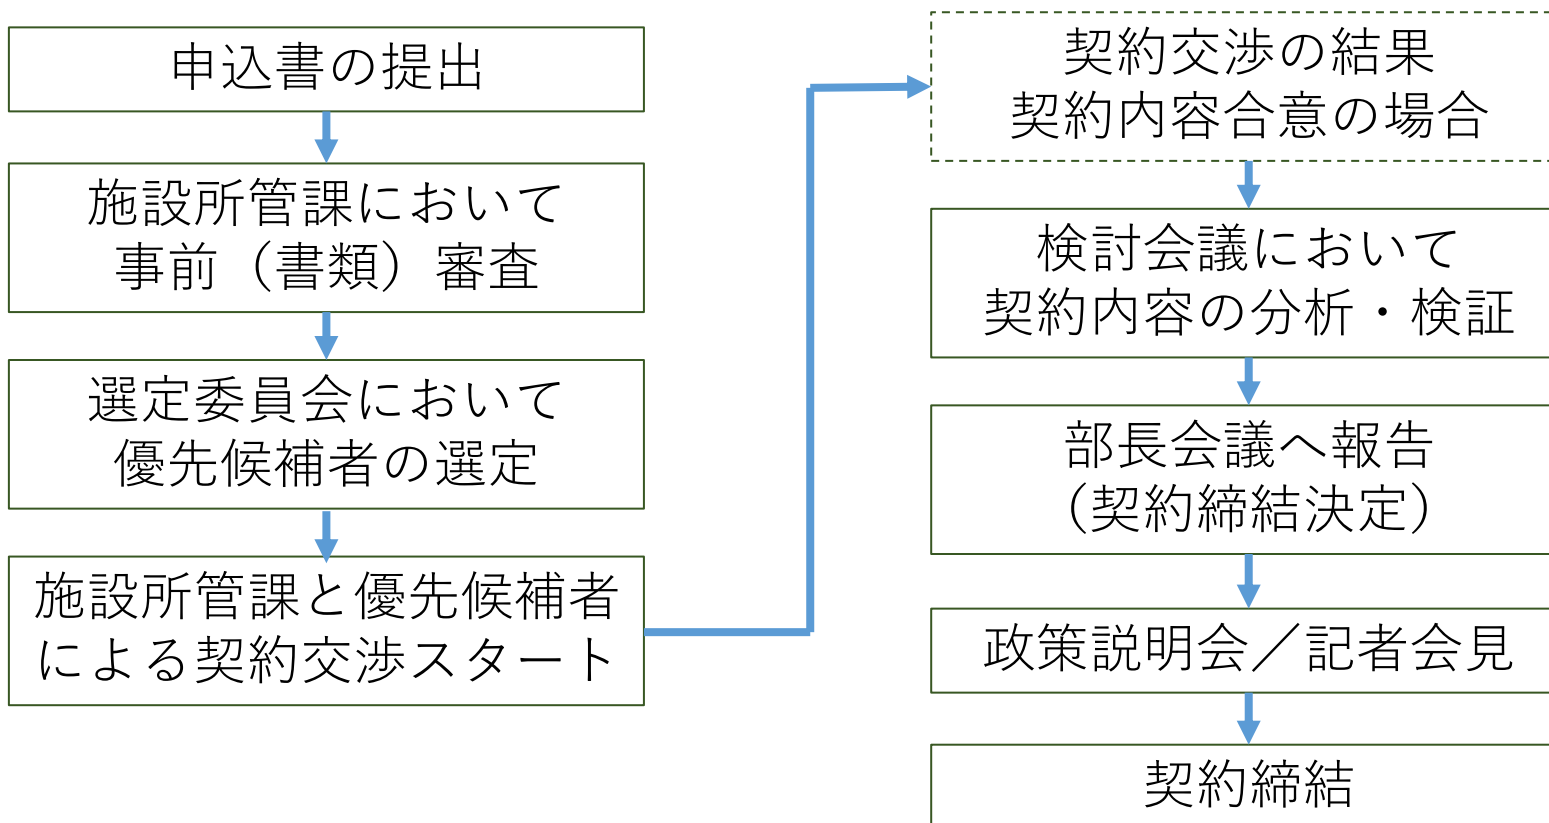 申込書の提出
施設所管課において
事前（書類）審査
選定委員会において
優先候補者の選定
施設所管課と優先候補者
による契約交渉スタート
契約交渉の結果
契約内容合意の場合
検討会議において
契約内容の分析・検証
部長会議へ報告
（契約締結決定）
政策説明会／記者会見
契約締結